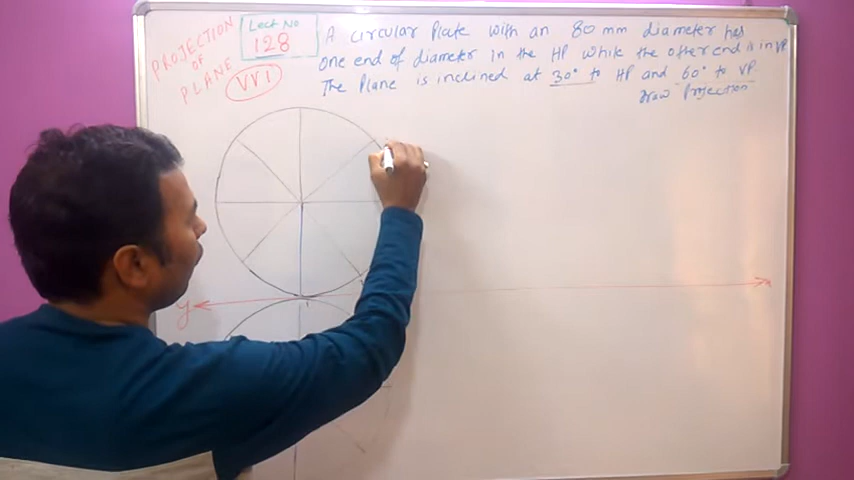 PROJECTION
OF
PLANE
Lect No
128
VVI
A circular Plate with an 80 mm diameter has
one end of diameter in the HP while the other end is in VP
The Plane is inclined at 30° to HP and 60° to VP.
Draw Projection
y